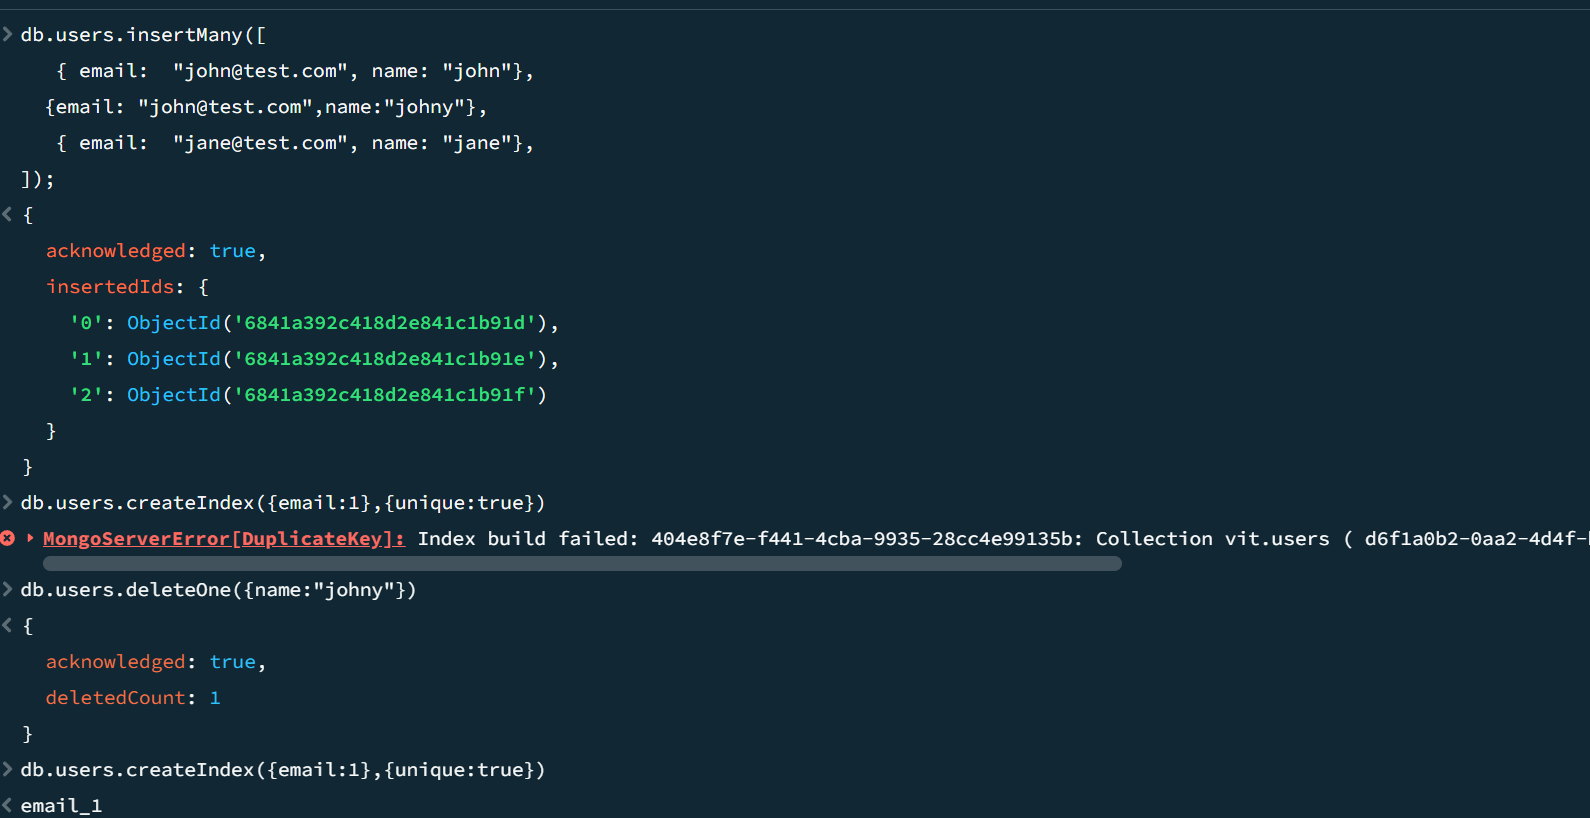 db.users.insertMany([
{ email:  "john@test.com", name: "john"},
{email: "john@test.com",name:"johny"},
{ email:  "jane@test.com", name: "jane"},
]);
{
acknowledged: true,
insertedIds: {
'0': ObjectId('6841a392c418d2e841c1b91d'),
'1': ObjectId('6841a392c418d2e841c1b91e'),
'2': ObjectId('6841a392c418d2e841c1b91f')
}
}
db.users.createIndex({email:1},{unique:true})
MongoServerError[DuplicateKey]: Index build failed: 404e8f7e-f441-4cba-9935-28cc4e99135b: Collection vit.users ( d6f1a0b2-0aa2-4d4f-
db.users.deleteOne({name:"johny"})
{
acknowledged: true,
deletedCount: 1
}
db.users.createIndex({email:1},{unique:true})
email_1